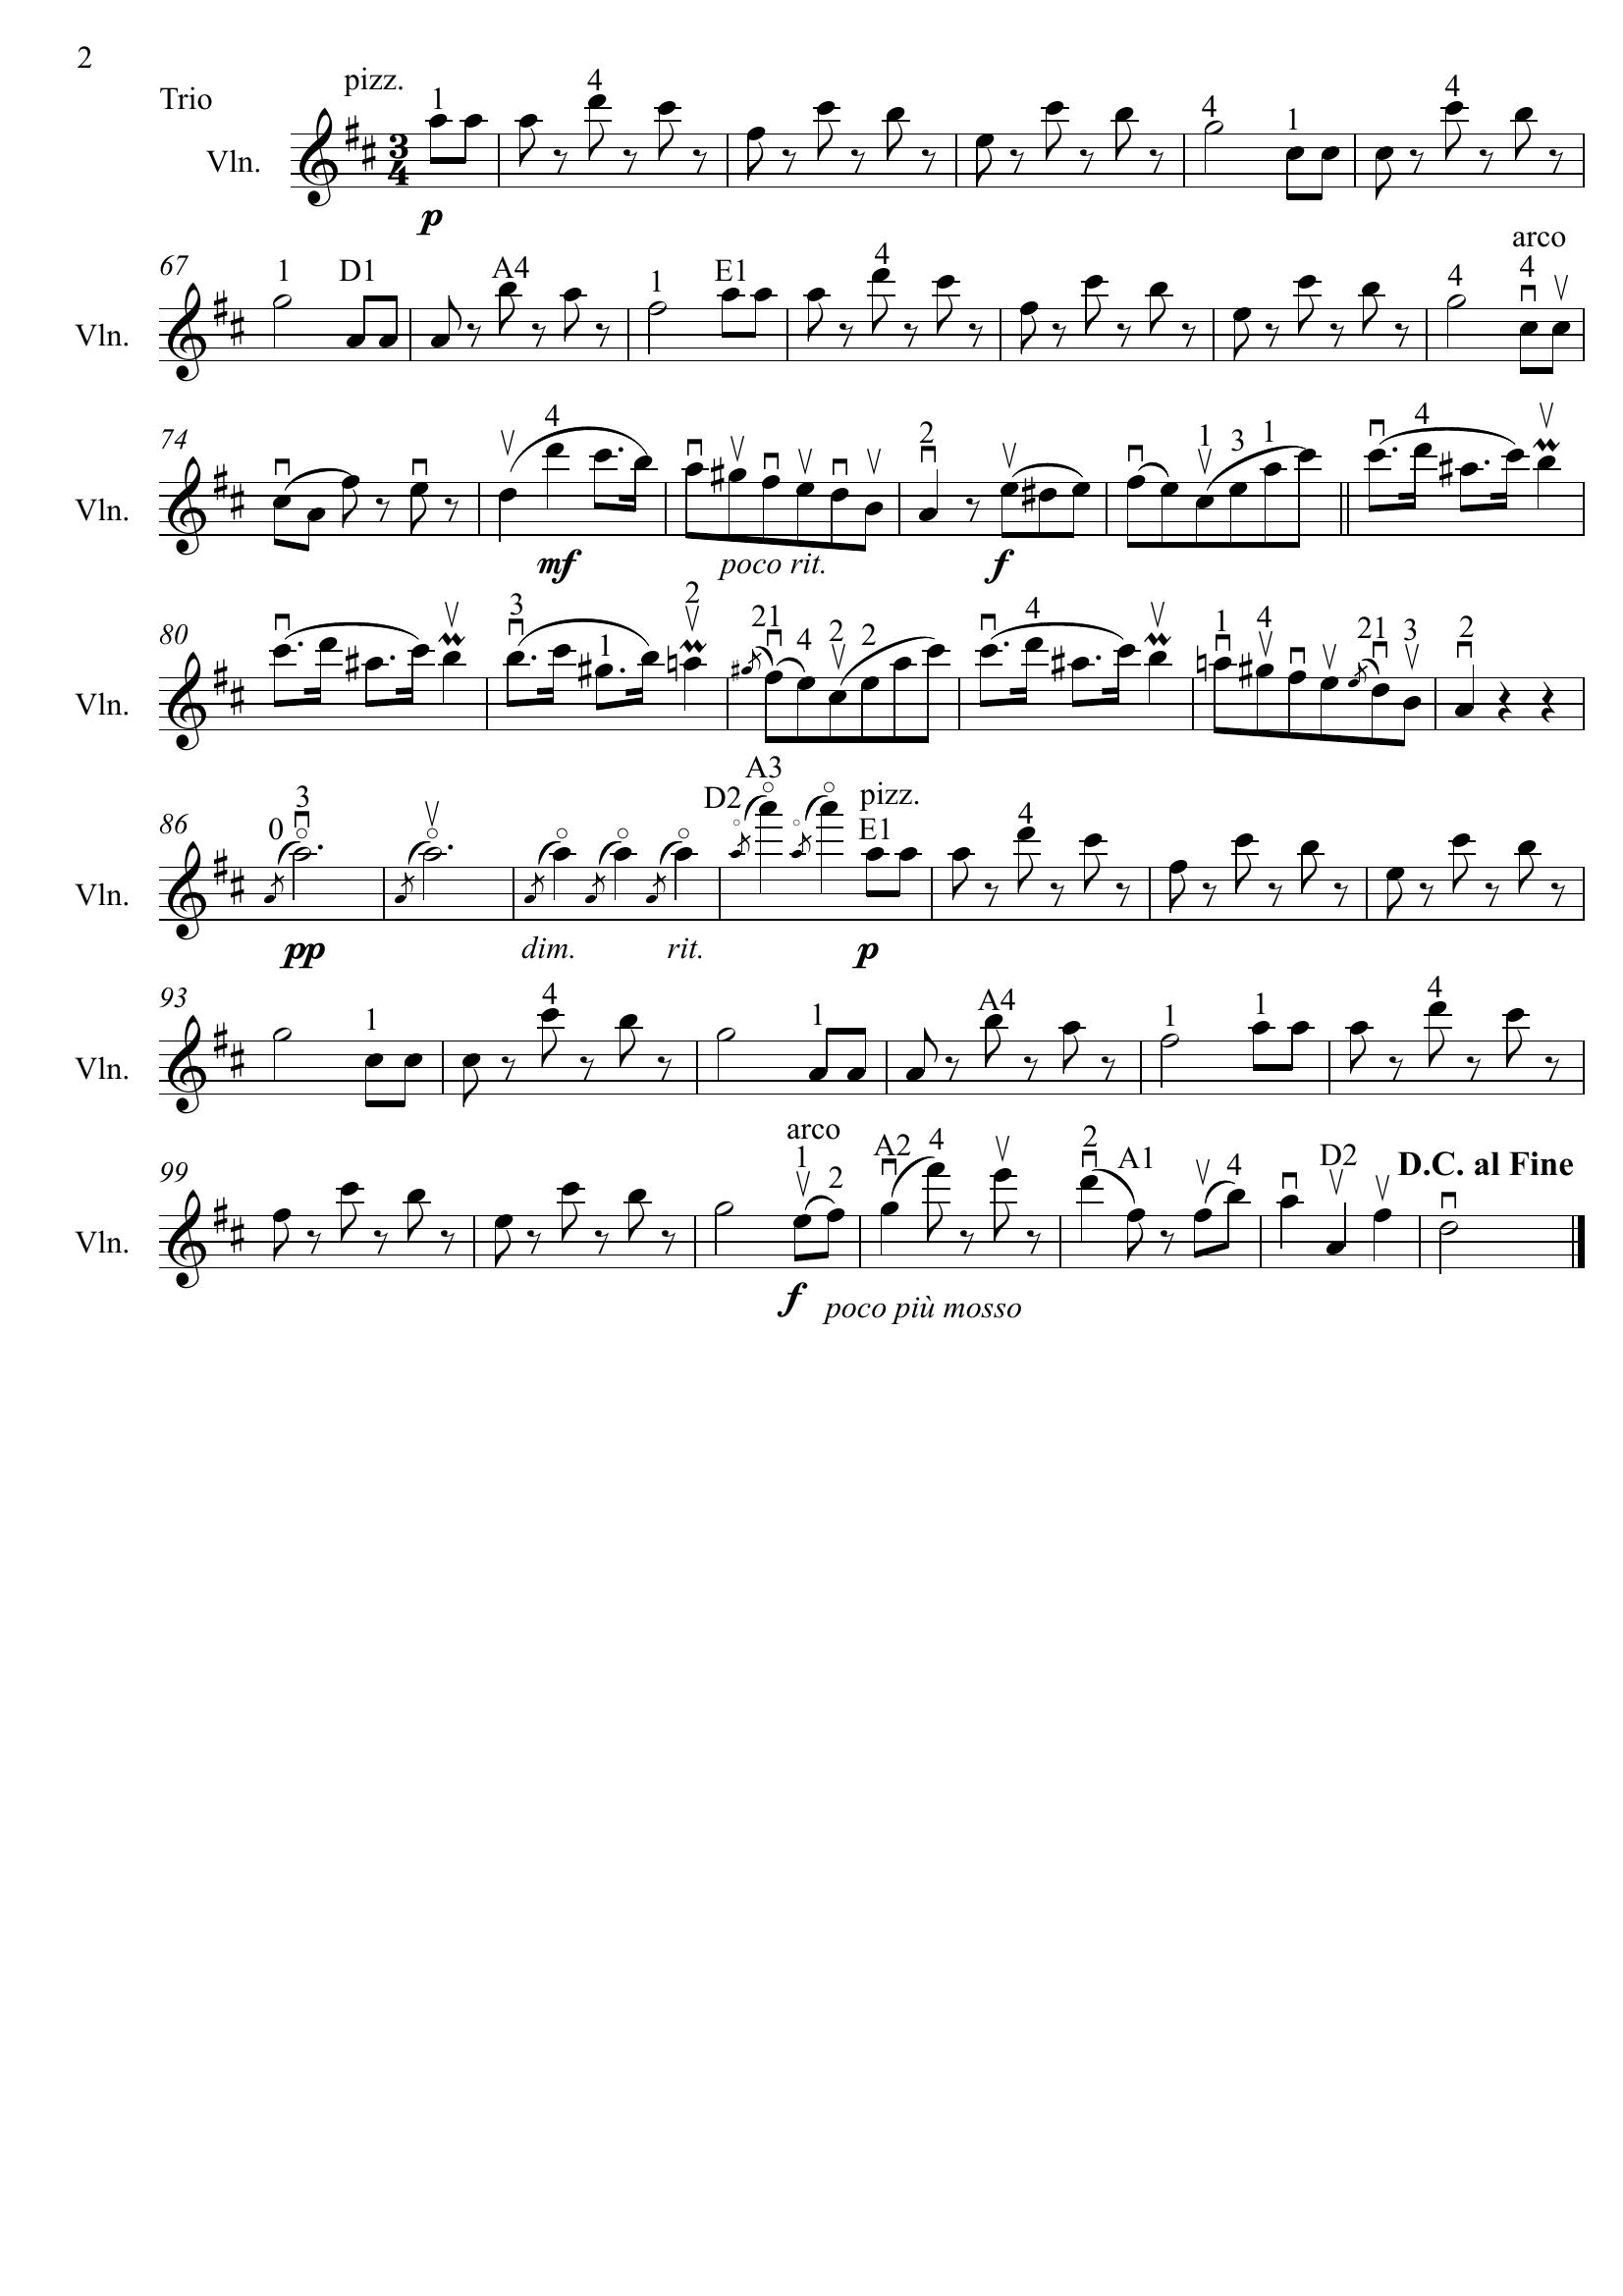 2
pizz.
Trio
1 4 4 1 4
Vln.
3
4
p
arco
67
1 D1 A4 1 E1 4 4 4
Vln.
74
4 2 1 3 1 4
Vln.
mf poco rit. f
80
3 1 2 21 4 2 2 4 1 4 21 3 2
Vln.
A3
D2 pizz.
86
0 3 E1 4
Vln.
pp dim. rit. p
93
1 4 1 A4 1 1 4
Vln.
arco
99
1 2 A2 4 2 A1 4 D2 D.C. al Fine
Vln.
f poco più mosso